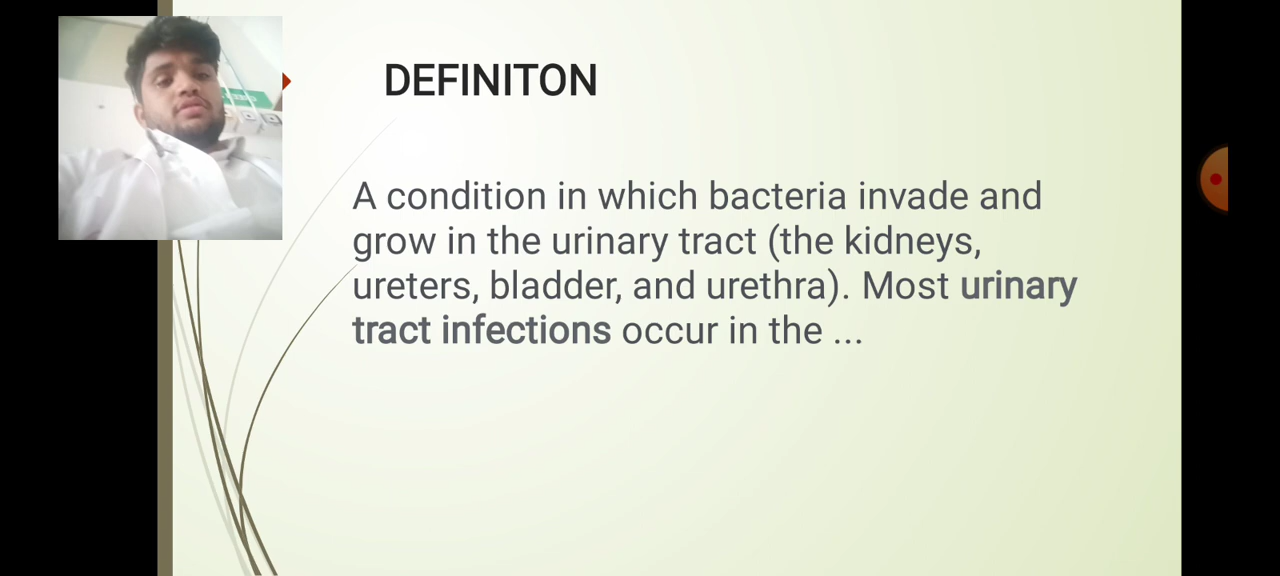 DEFINITON
A condition in which bacteria invade and
grow in the urinary tract (the kidneys,
ureters, bladder, and urethra). Most urinary
tract infections occur in the ...